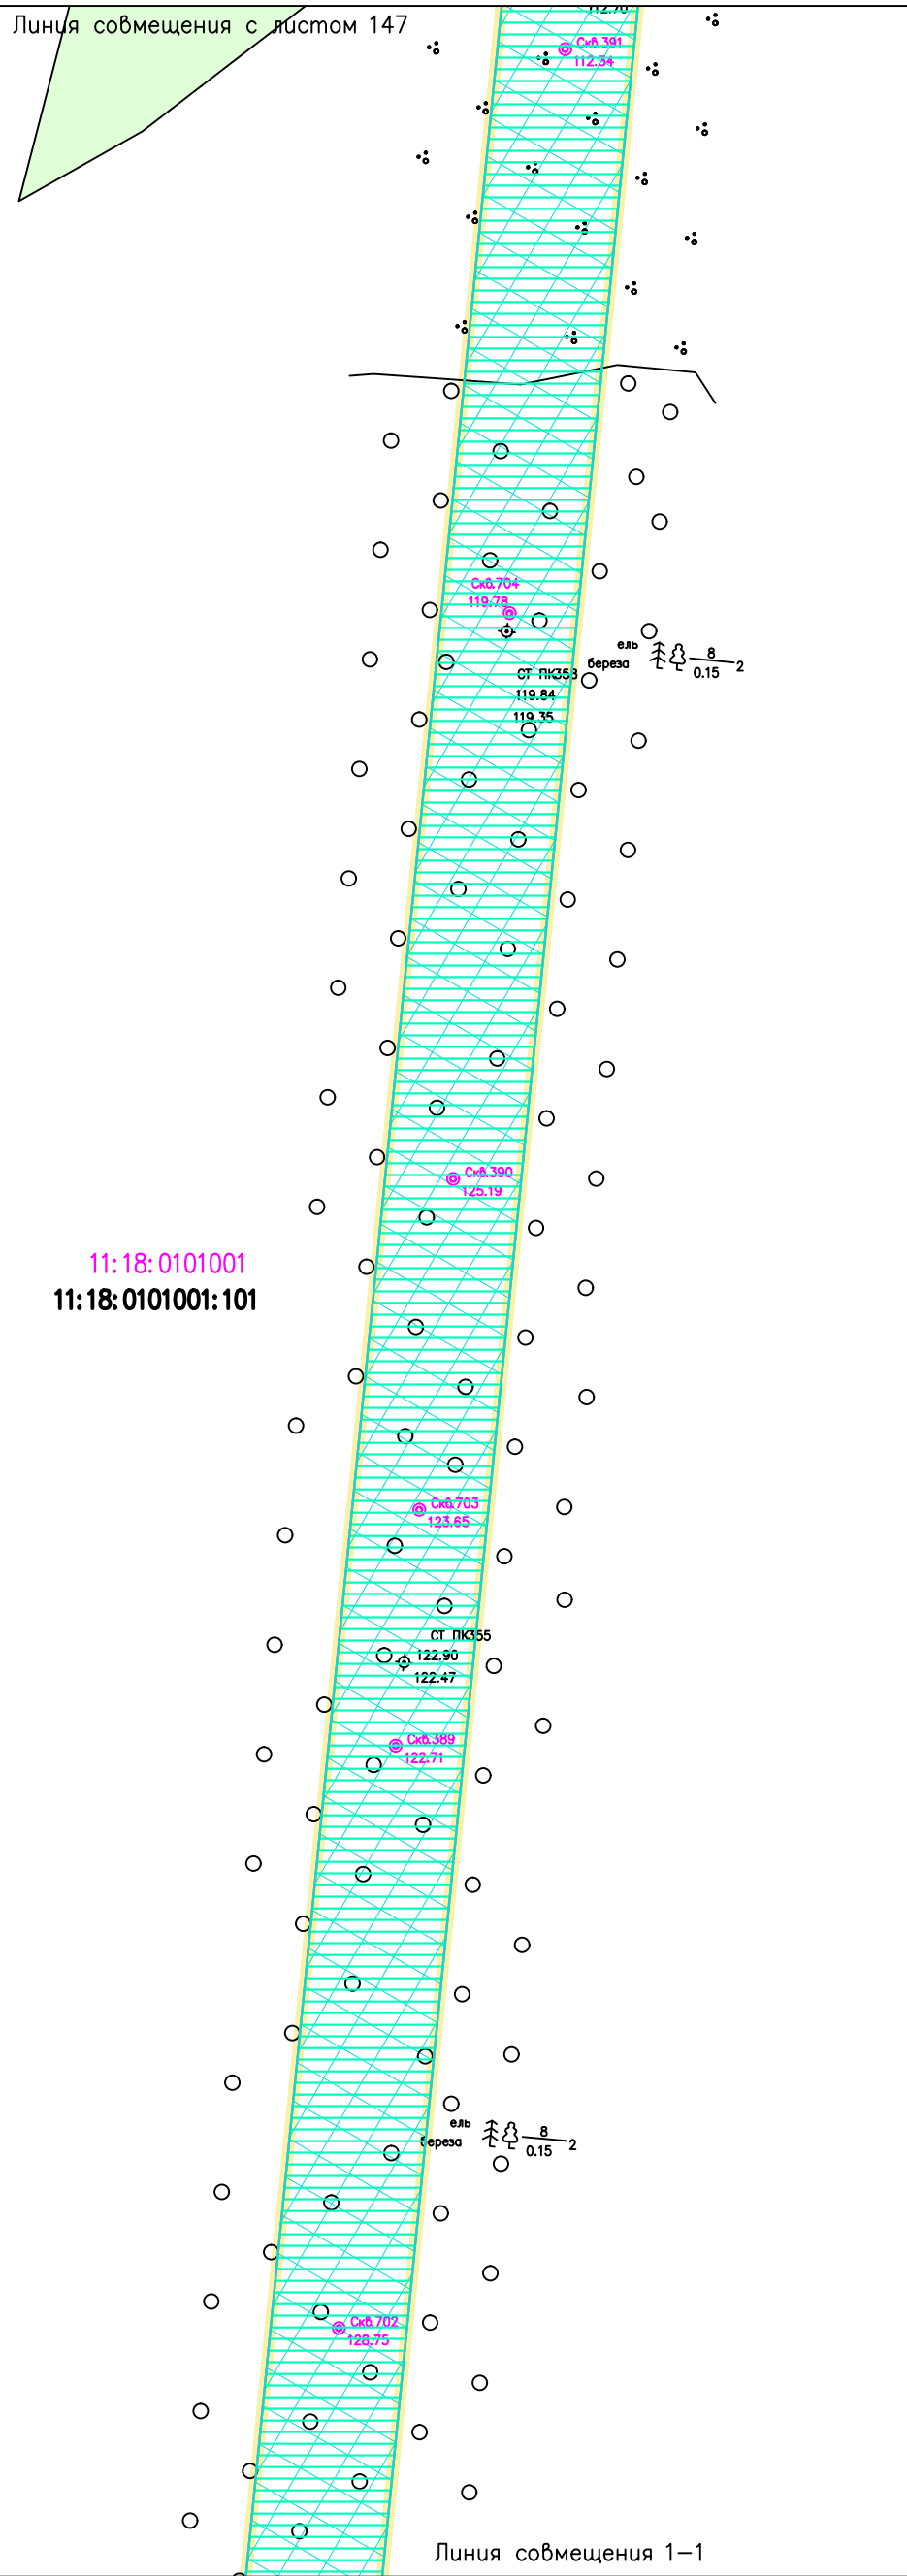 112.70
Линия совмещения с листом 147
Скв.391
112.34
Скв.704
119.78
ель
береза
8
0.15
2
СТ ПК353
119.84
119.35
Скв.390
125.19
11:18:0101001
11:18:0101001:101
Скв.703
123.65
СТ ПК355
122.90
122.47
Скв.389
122.71
ель
береза
8
0.15
2
Скв.702
128.75
Линия совмещения 1-1